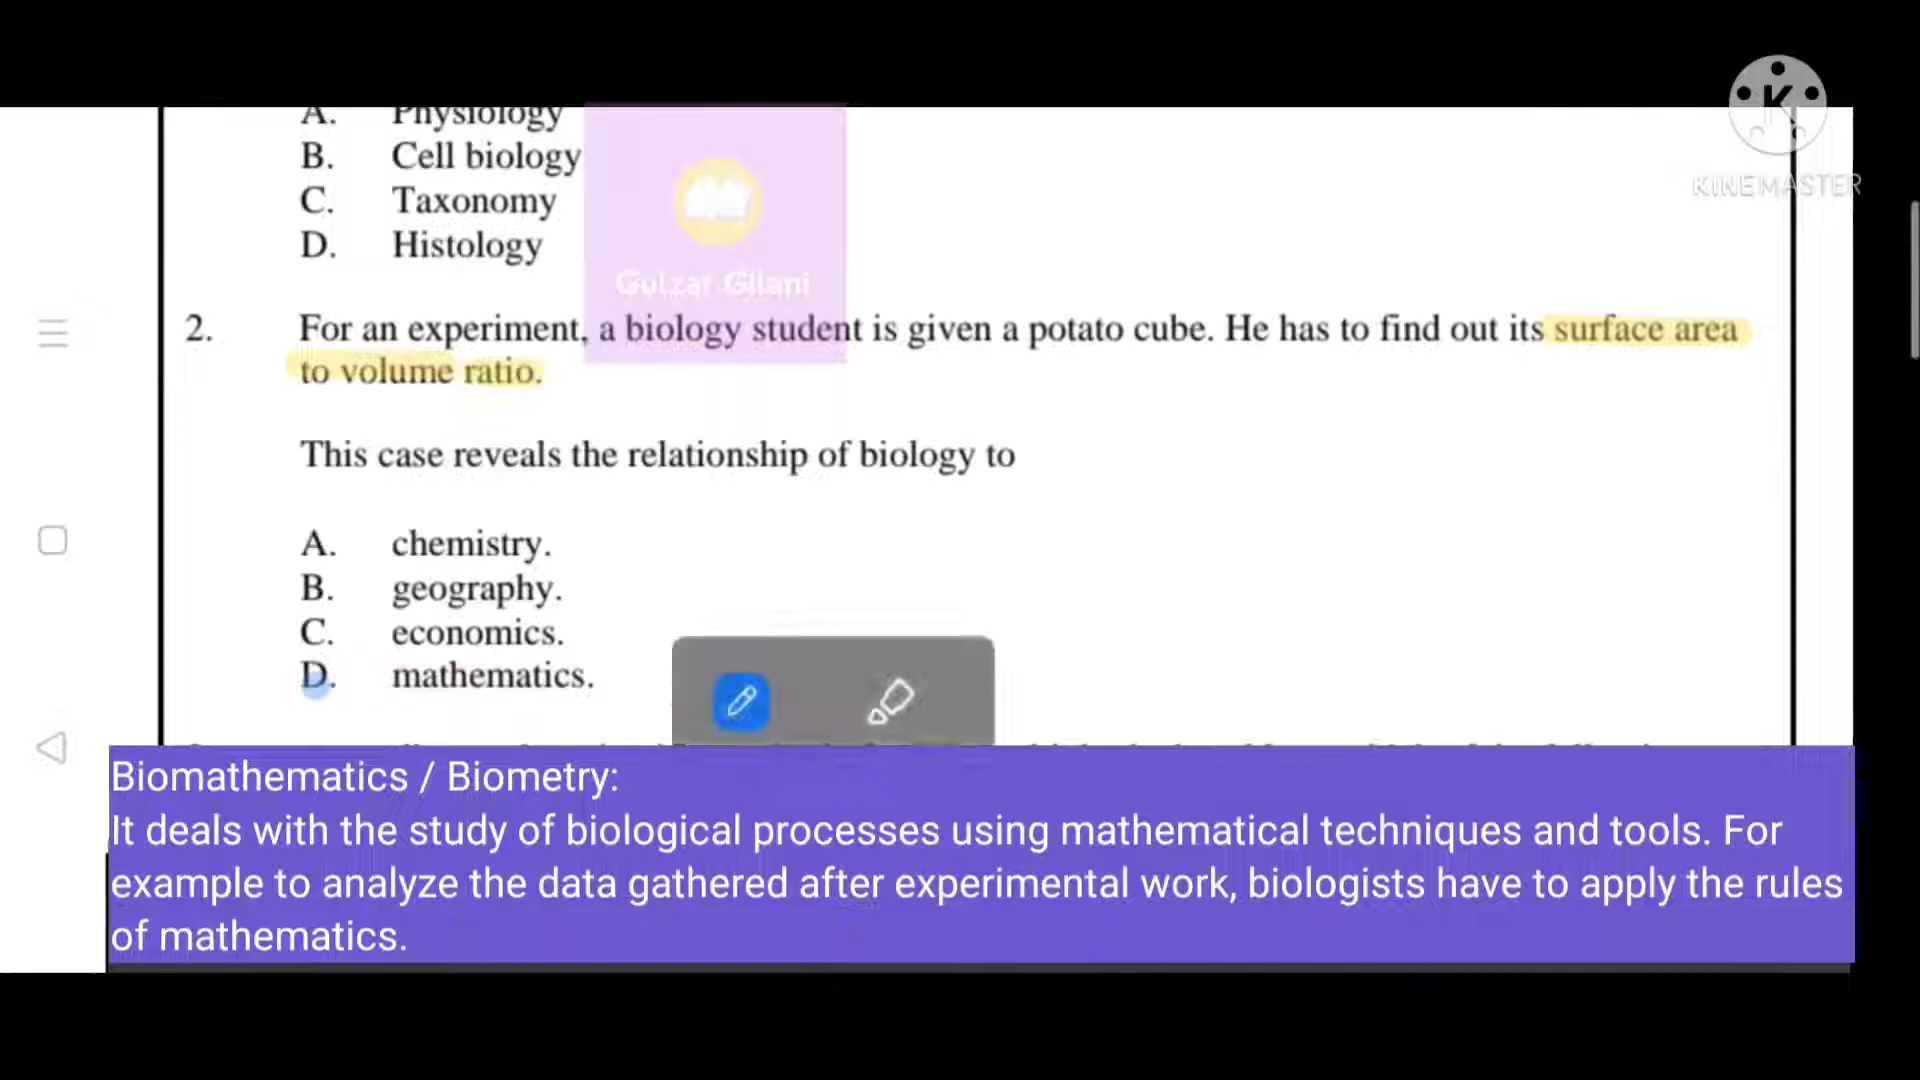 KINEMASTER
A. Physiology
B. Cell biology
C. Taxonomy
D. Histology
Gulzar Gilani
2. For an experiment, a biology student is given a potato cube. He has to find out its surface area
to volume ratio.
This case reveals the relationship of biology to
A. chemistry.
B. geography.
C. economics.
D. mathematics.
Biomathematics / Biometry:
It deals with the study of biological processes using mathematical techniques and tools. For
example to analyze the data gathered after experimental work, biologists have to apply the rules
of mathematics.